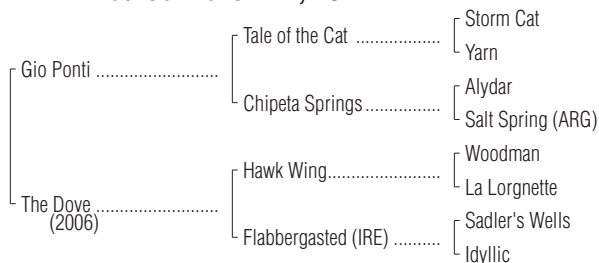 Storm Cat
Tale of the Cat ..................
Yarn
Gio Ponti ..........................
Alydar
Chipeta Springs ................
Salt Spring (ARG)
Woodman
Hawk Wing........................
La Lorgnette
The Dove ..........................
(2006)
Sadler's Wells
Flabbergasted (IRE) ..........
Idyllic